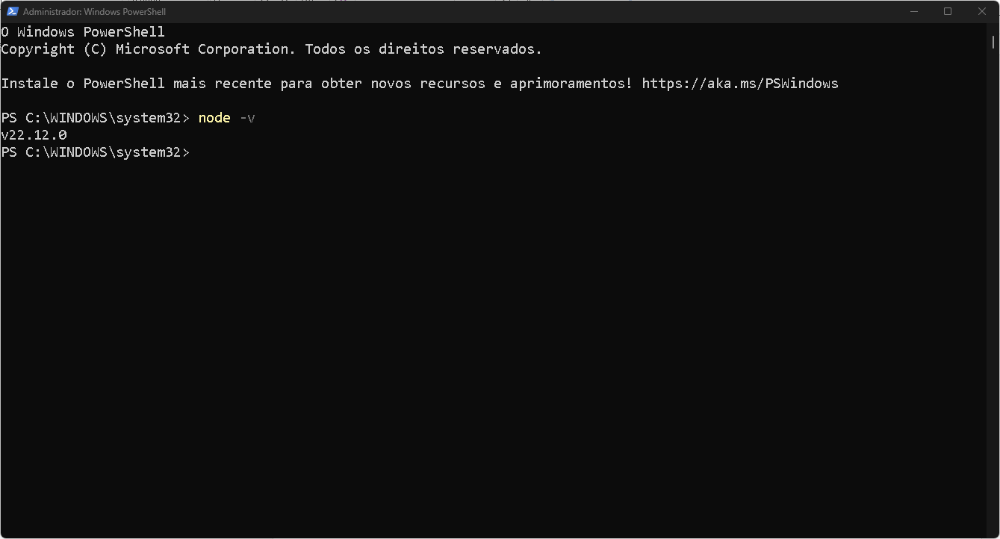 Administrador: Windows PowerShell
O Windows PowerShell
Copyright (C) Microsoft Corporation. Todos os direitos reservados.
Instale o PowerShell mais recente para obter novos recursos e aprimoramentos! https://aka.ms/PSWindows
PS C:\WINDOWS\system32> node -v
v22.12.0
PS C:\WINDOWS\system32>